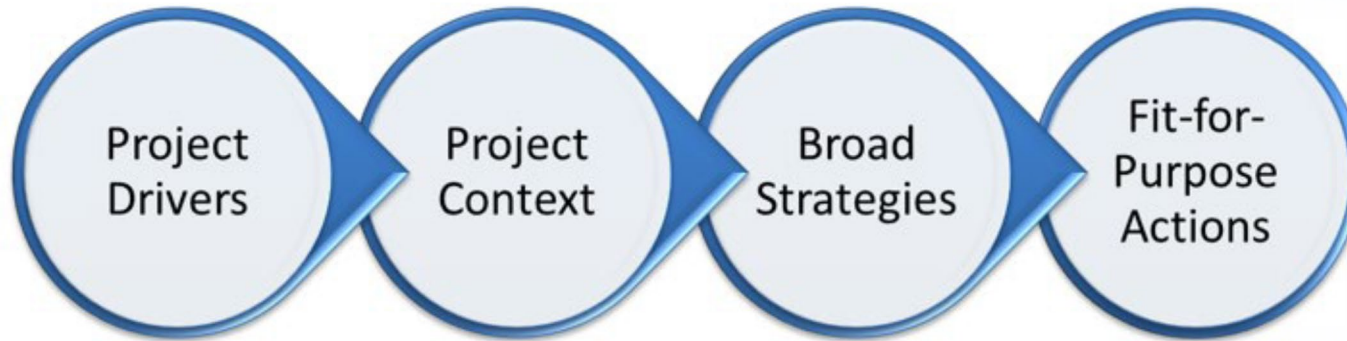 Project
Drivers
Project
Context
Broad
Strategies
Fit-for-
Purpose
Actions